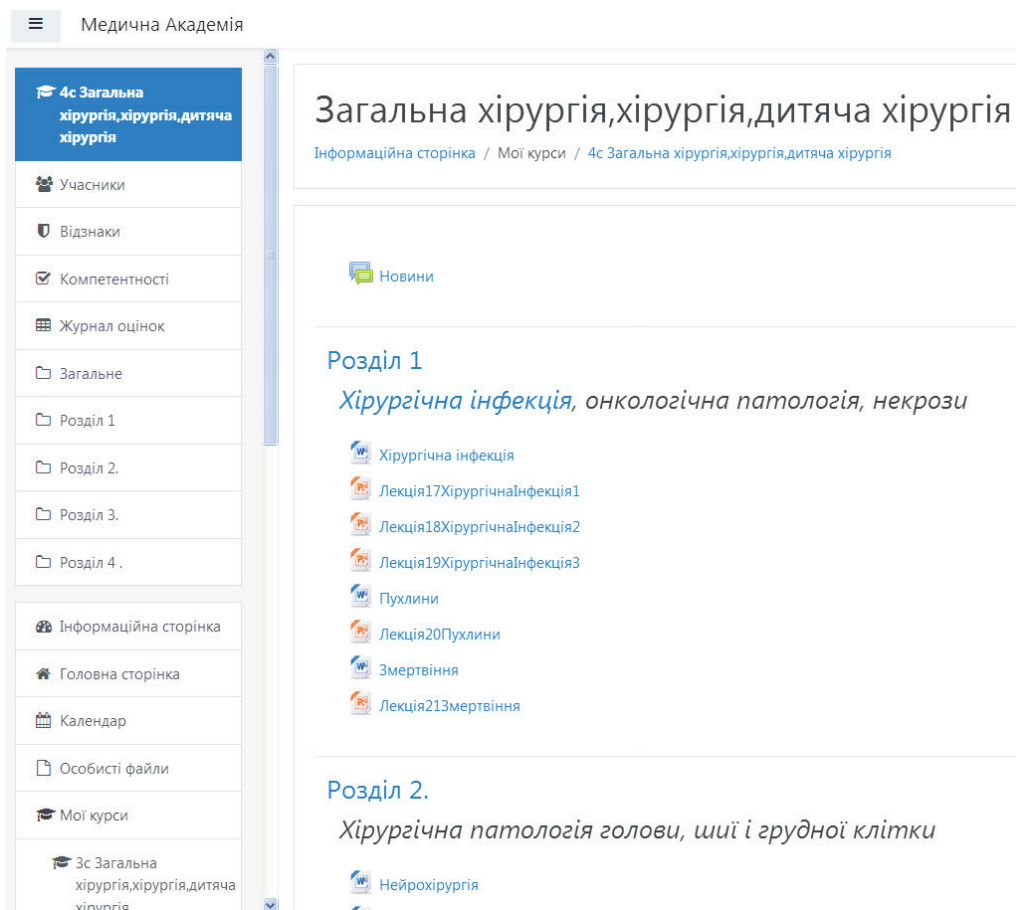 Медична Академія
4с Загальна
хірургія,хірургія,дитяча
хірургія
Учасники
Відзнаки
Компетентності
Журнал оцінок
Загальне
Розділ 1
Розділ 2.
Розділ 3.
Розділ 4 .
Інформаційна сторінка
Головна сторінка
Календар
Особисті файли
Мої курси
3с Загальна
хірургія,хірургія,дитяча
хірургія
Загальна хірургія,хірургія,дитяча хірургія
Інформаційна сторінка / Мої курси / 4с Загальна хірургія,хірургія,дитяча хірургія
Новини
Розділ 1
Хірургічна інфекція, онкологічна патологія, некрози
Хірургічна інфекція
Лекція17ХірургічнаІнфекція1
Лекція18ХірургічнаІнфекція2
Лекція19ХірургічнаІнфекція3
Пухлини
Лекція20Пухлини
Змертвіння
Лекція21Змертвіння
Розділ 2.
Хірургічна патологія голови, шиї і грудної клітки
Нейрохірургія